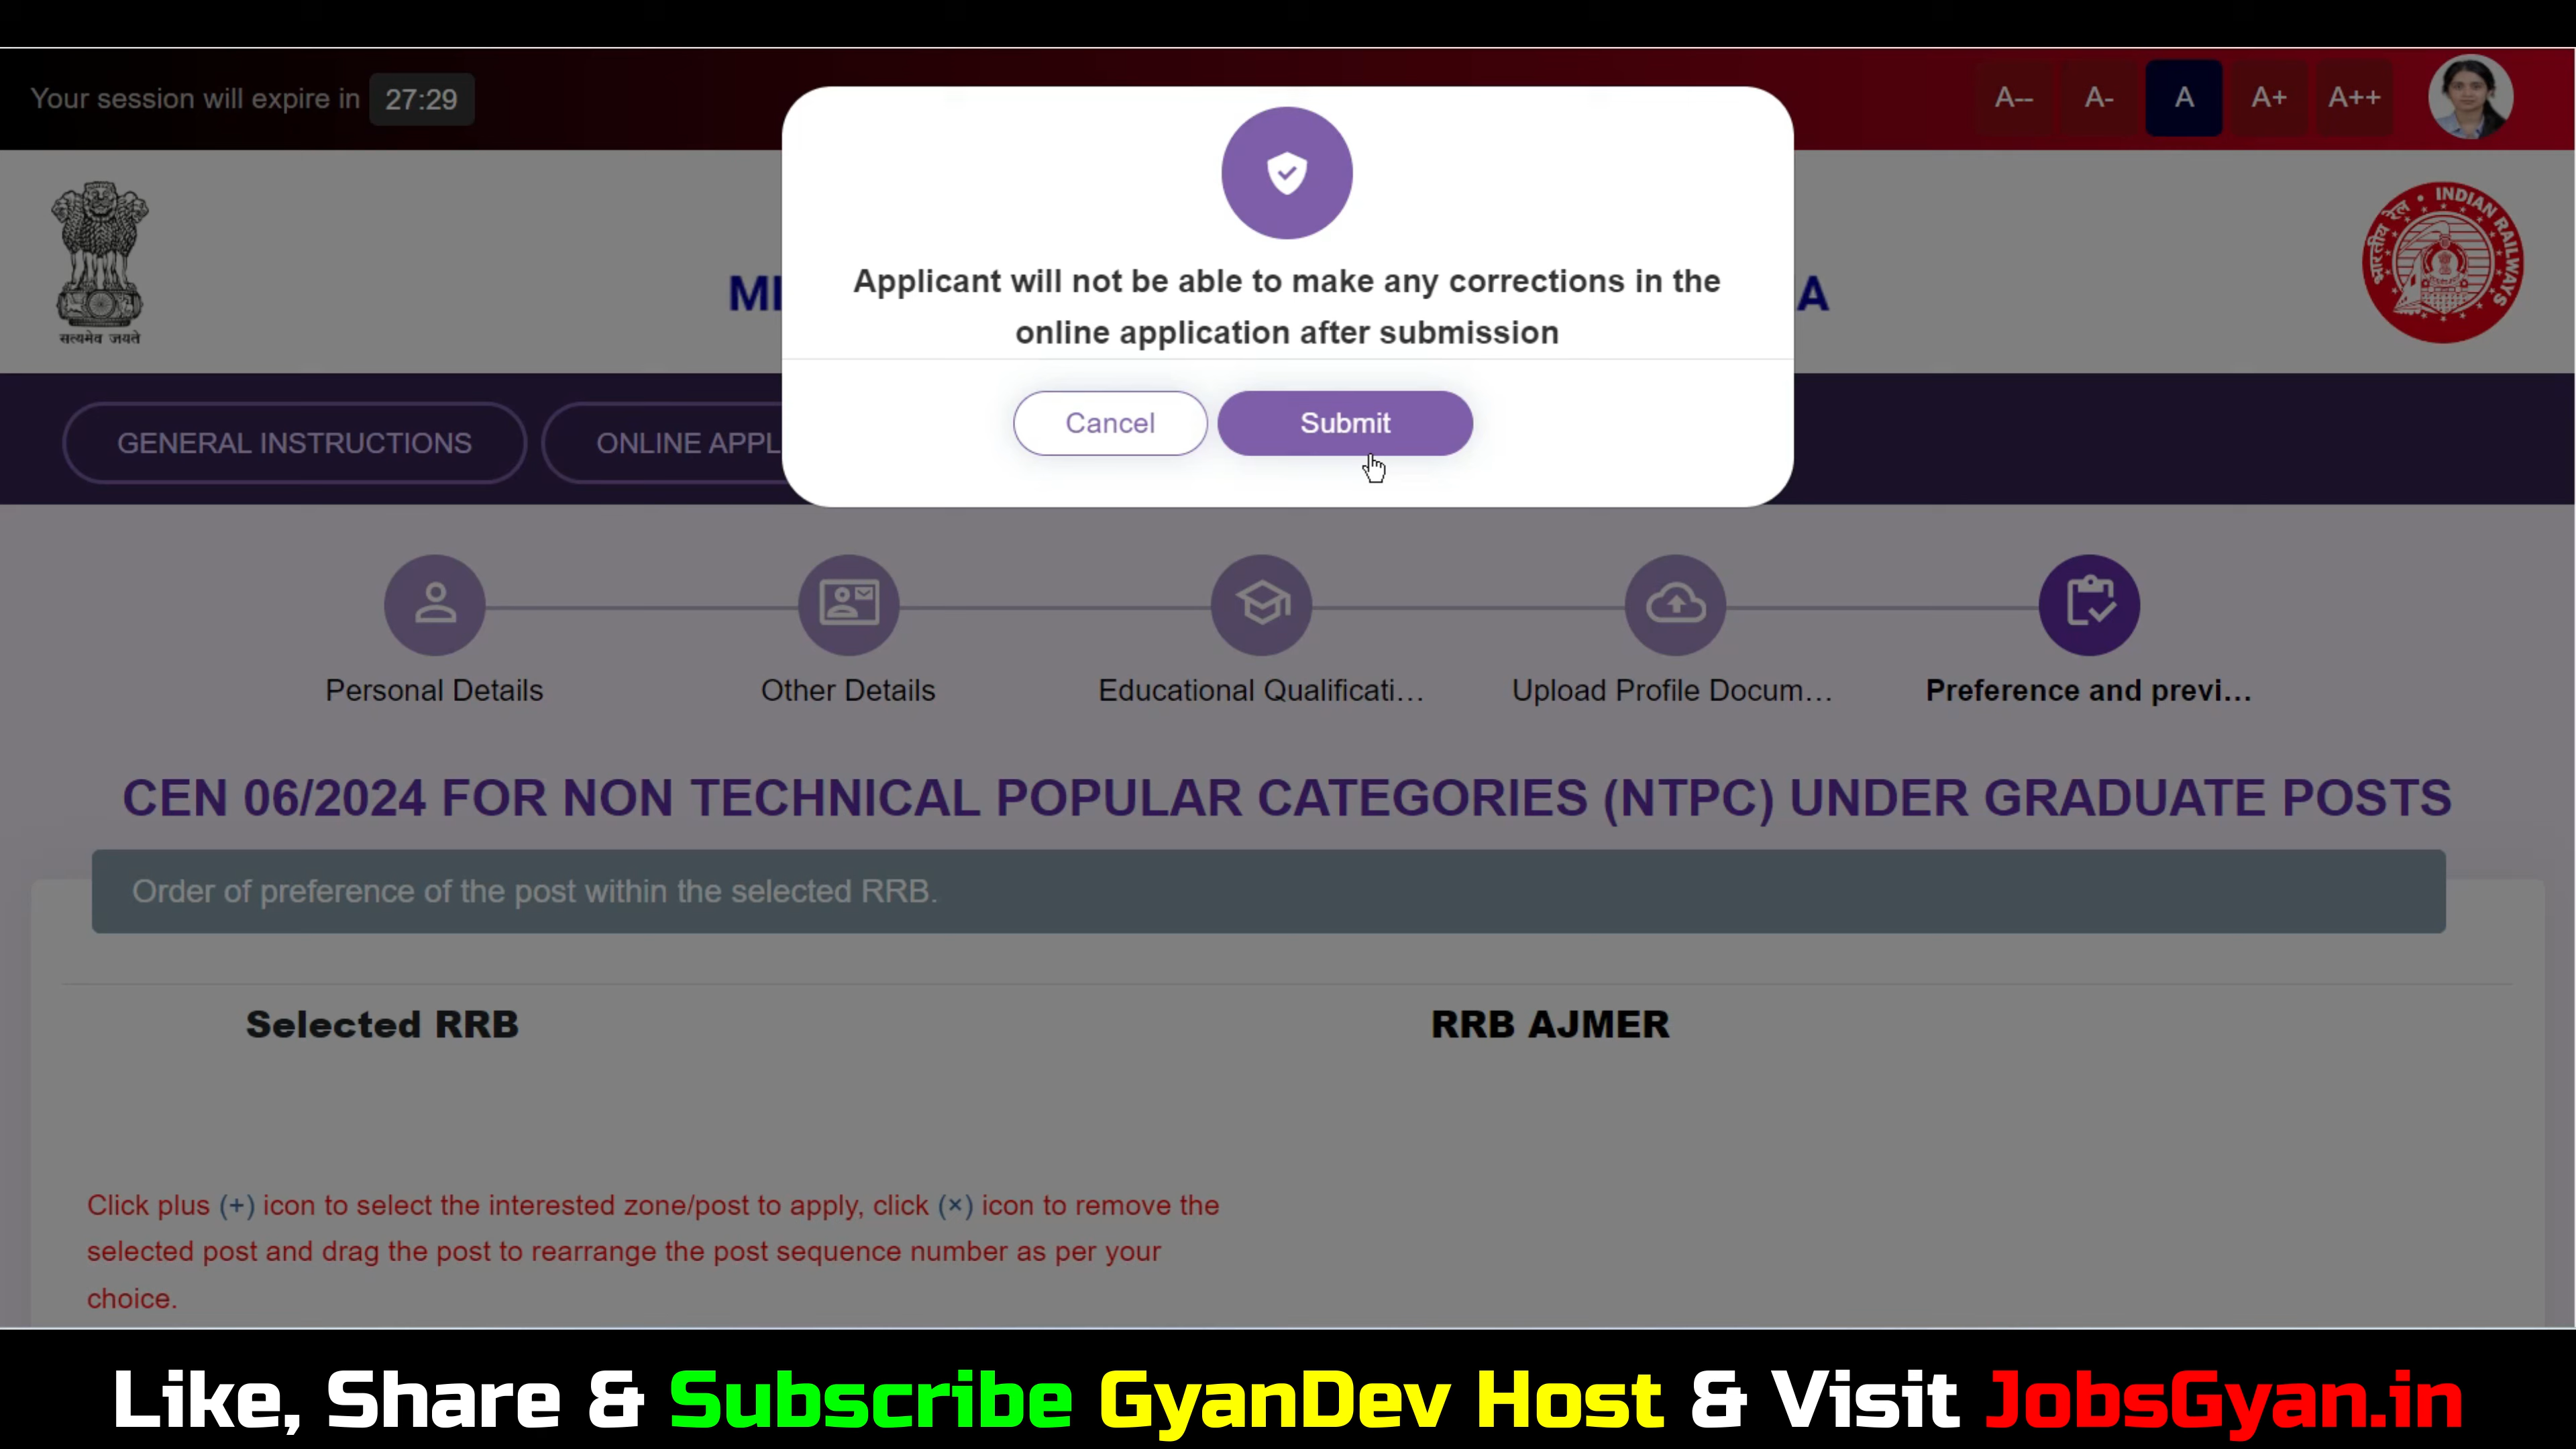 Your session will expire in 27:29
A-- A- A A+ A++
Applicant will not be able to make any corrections in the
online application after submission
Cancel Submit
सत्यमेव जयते
भारतीय रेल • INDIAN RAILWAYS
MI
A
GENERAL INSTRUCTIONS ONLINE APPL
Personal Details Other Details Educational Qualificati... Upload Profile Docum... Preference and previ...
CEN 06/2024 FOR NON TECHNICAL POPULAR CATEGORIES (NTPC) UNDER GRADUATE POSTS
Order of preference of the post within the selected RRB.
Selected RRB RRB AJMER
Click plus (+) icon to select the interested zone/post to apply, click (×) icon to remove the
selected post and drag the post to rearrange the post sequence number as per your
choice.
Like, Share & Subscribe GyanDev Host & Visit JobsGyan.in